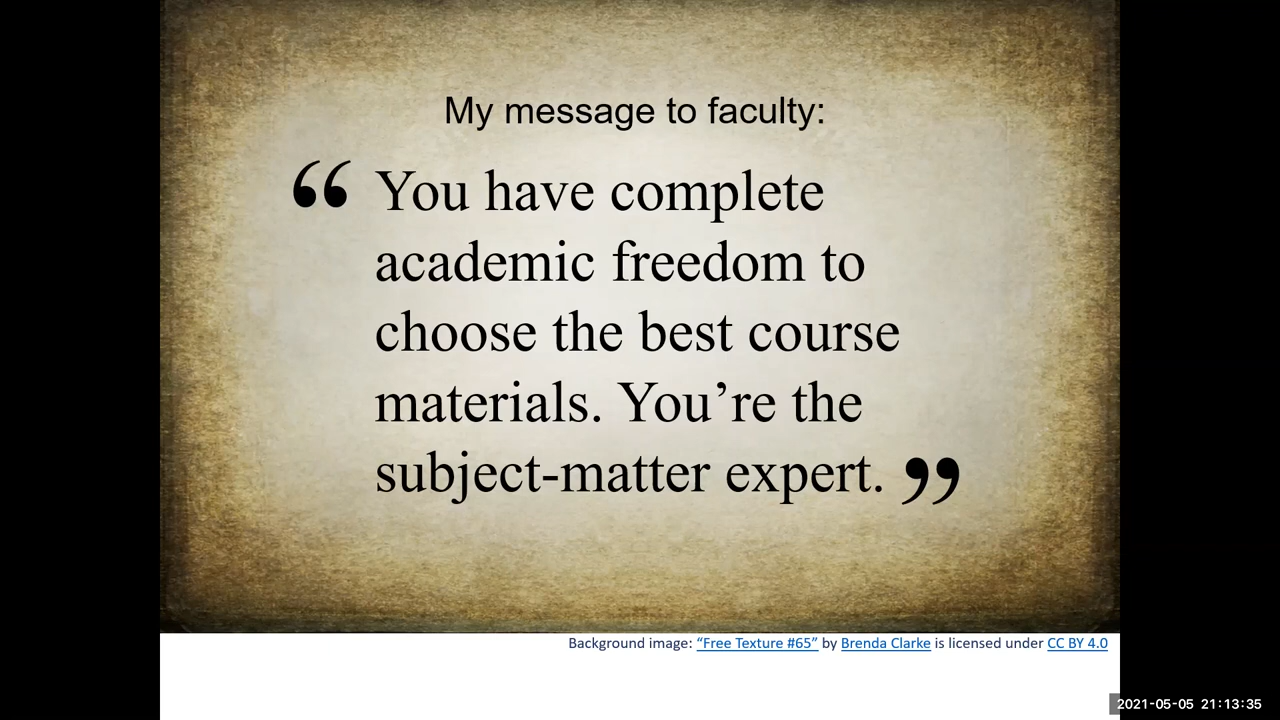 My message to faculty:
“ You have complete
academic freedom to
choose the best course
materials. You’re the
subject-matter expert. ”
Background image: “Free Texture #65” by Brenda Clarke is licensed under CC BY 4.0
2021-05-05 21:13:35